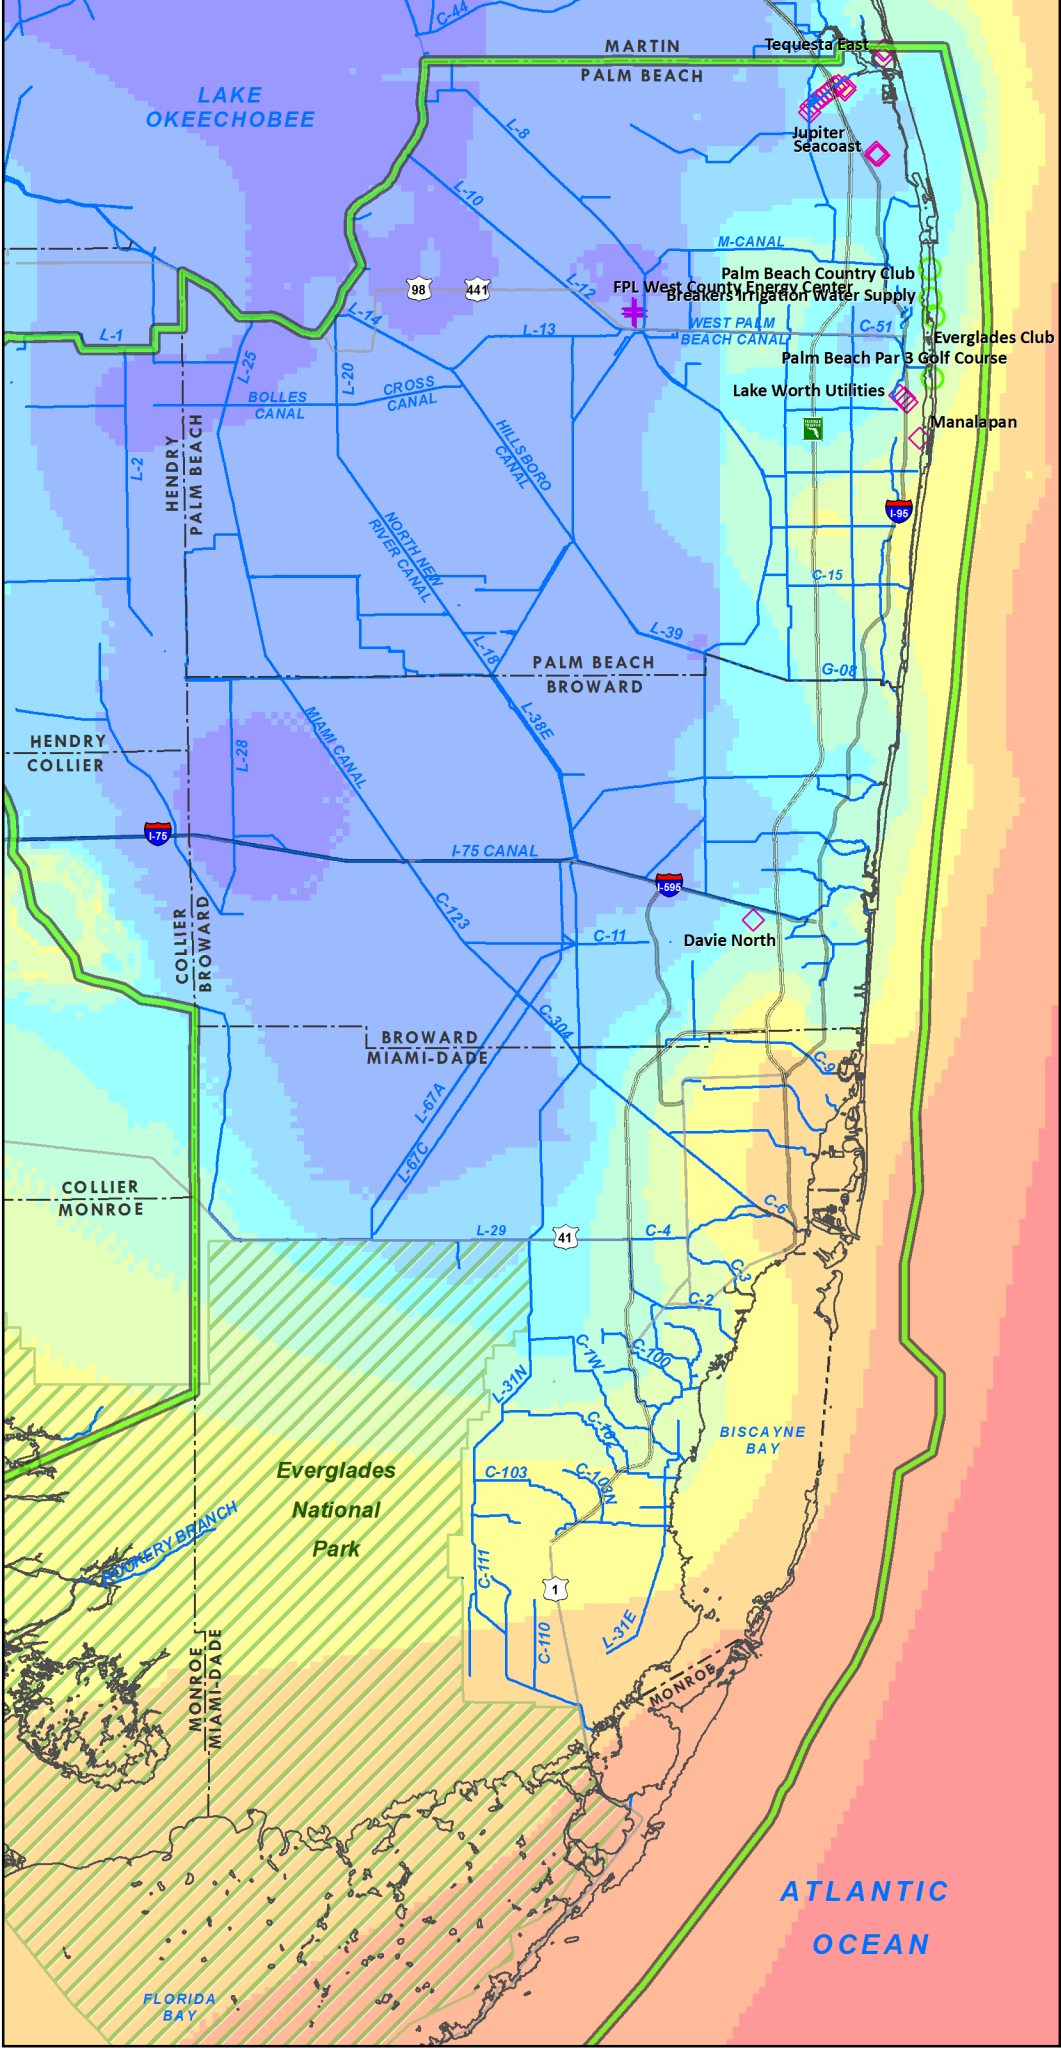 C-44
MARTIN
PALM BEACH
Tequesta East
LAKE
OKEECHOBEE
L-8
Jupiter
Seacoast
L-10
M-CANAL
Palm Beach Country Club
98
441
L-12
FPL West County Energy Center
Breakers Irrigation Water Supply
L-14
L-13
WEST PALM
BEACH CANAL
C-51
Everglades Club
L-1
L-25
L-20
Palm Beach Par 3 Golf Course
BOLLES
CANAL
CROSS
CANAL
Lake Worth Utilities
Manalapan
HENDRY
PALM BEACH
L-2
HILLSBORO
CANAL
I-95
NORTH NEW
RIVER CANAL
C-15
L-18
L-39
PALM BEACH
BROWARD
G-08
L-38E
HENDRY
COLLIER
L-28
MIAMI CANAL
I-75
I-75 CANAL
I-595
C-123
COLLIER
BROWARD
C-11
Davie North
C-304
BROWARD
MIAMI-DADE
C-9
L-67A
L-67C
COLLIER
MONROE
C-6
L-29
41
C-4
C-3
C-2
C-1W
C-100
L-31N
C-102
BISCAYNE
BAY
Everglades
National
Park
C-103
C-103N
ROOKERY BRANCH
C-111
1
L-31E
C-110
MONROE
MIAMI-DADE
MONROE
ATLANTIC
OCEAN
FLORIDA
BAY